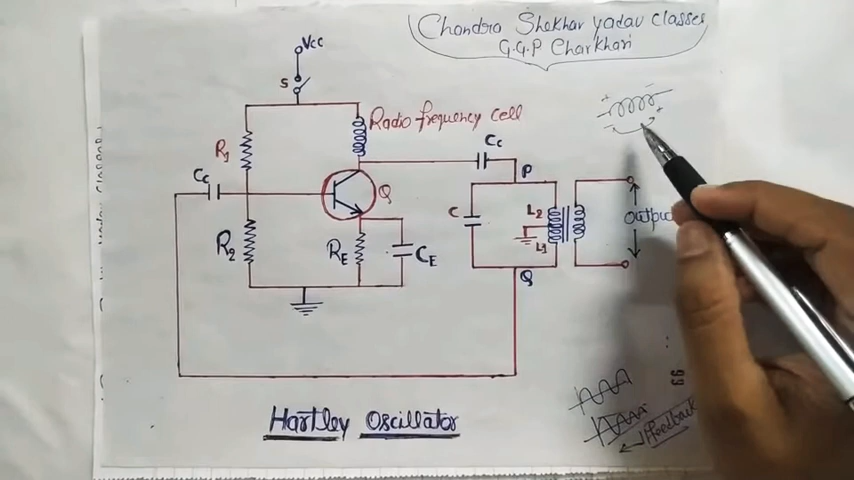 Chandra Shekhar yadav classes
G.G.P Charkhari
Vcc
S
Radio frequency cell
R1
Cc
Cc
P
Q
C
L2
L1
Output
R2
RE
CE
Q
Hartley Oscillator
Feedback